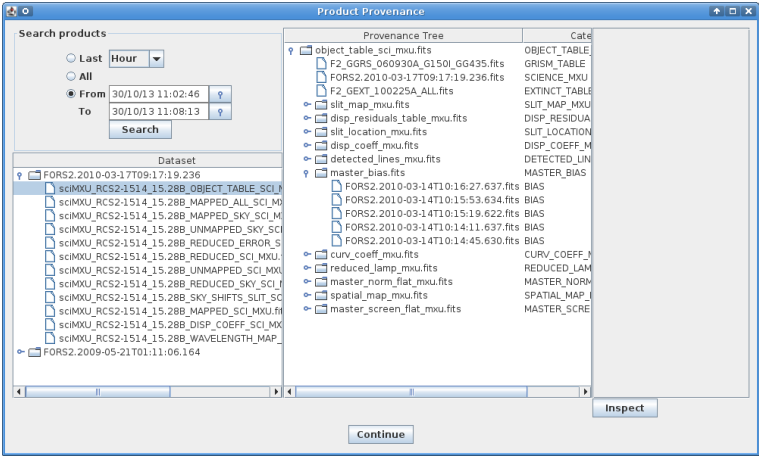 Product Provenance
Search products
Last Hour
All
From 30/10/13 11:02:46
To 30/10/13 11:08:13
Search
Dataset
FORS2.2010-03-17T09:17:19.236
sciMXU_RCS2-1514_15.28B_OBJECT_TABLE_SCI_M
sciMXU_RCS2-1514_15.28B_MAPPED_ALL_SCI_MX
sciMXU_RCS2-1514_15.28B_MAPPED_SKY_SCI_M
sciMXU_RCS2-1514_15.28B_UNMAPPED_SKY_SCI
sciMXU_RCS2-1514_15.28B_REDUCED_ERROR_S
sciMXU_RCS2-1514_15.28B_REDUCED_SCI_MXU.
sciMXU_RCS2-1514_15.28B_UNMAPPED_SCI_MXU
sciMXU_RCS2-1514_15.28B_REDUCED_SKY_SCI_
sciMXU_RCS2-1514_15.28B_SKY_SHIFTS_SLIT_SC
sciMXU_RCS2-1514_15.28B_MAPPED_SCI_MXU.fi
sciMXU_RCS2-1514_15.28B_DISP_COEFF_SCI_MX
sciMXU_RCS2-1514_15.28B_WAVELENGTH_MAP_
FORS2.2009-05-21T01:11:06.164
Provenance Tree Cate
object_table_sci_mxu.fits OBJECT_TABLE_
F2_GGRS_060930A_G150I_GG435.fits GRISM_TABLE
FORS2.2010-03-17T09:17:19.236.fits SCIENCE_MXU
F2_GEXT_100225A_ALL.fits EXTINCT_TABLE
slit_map_mxu.fits SLIT_MAP_MXU
disp_residuals_table_mxu.fits DISP_RESIDUA
slit_location_mxu.fits SLIT_LOCATION
disp_coeff_mxu.fits DISP_COEFF_M
detected_lines_mxu.fits DETECTED_LIN
master_bias.fits MASTER_BIAS
FORS2.2010-03-14T10:16:27.637.fits BIAS
FORS2.2010-03-14T10:15:53.634.fits BIAS
FORS2.2010-03-14T10:15:19.622.fits BIAS
FORS2.2010-03-14T10:14:11.637.fits BIAS
FORS2.2010-03-14T10:14:45.630.fits BIAS
curv_coeff_mxu.fits CURV_COEFF_M
reduced_lamp_mxu.fits REDUCED_LAM
master_norm_flat_mxu.fits MASTER_NORM
spatial_map_mxu.fits SPATIAL_MAP_
master_screen_flat_mxu.fits MASTER_SCRE
Inspect
Continue